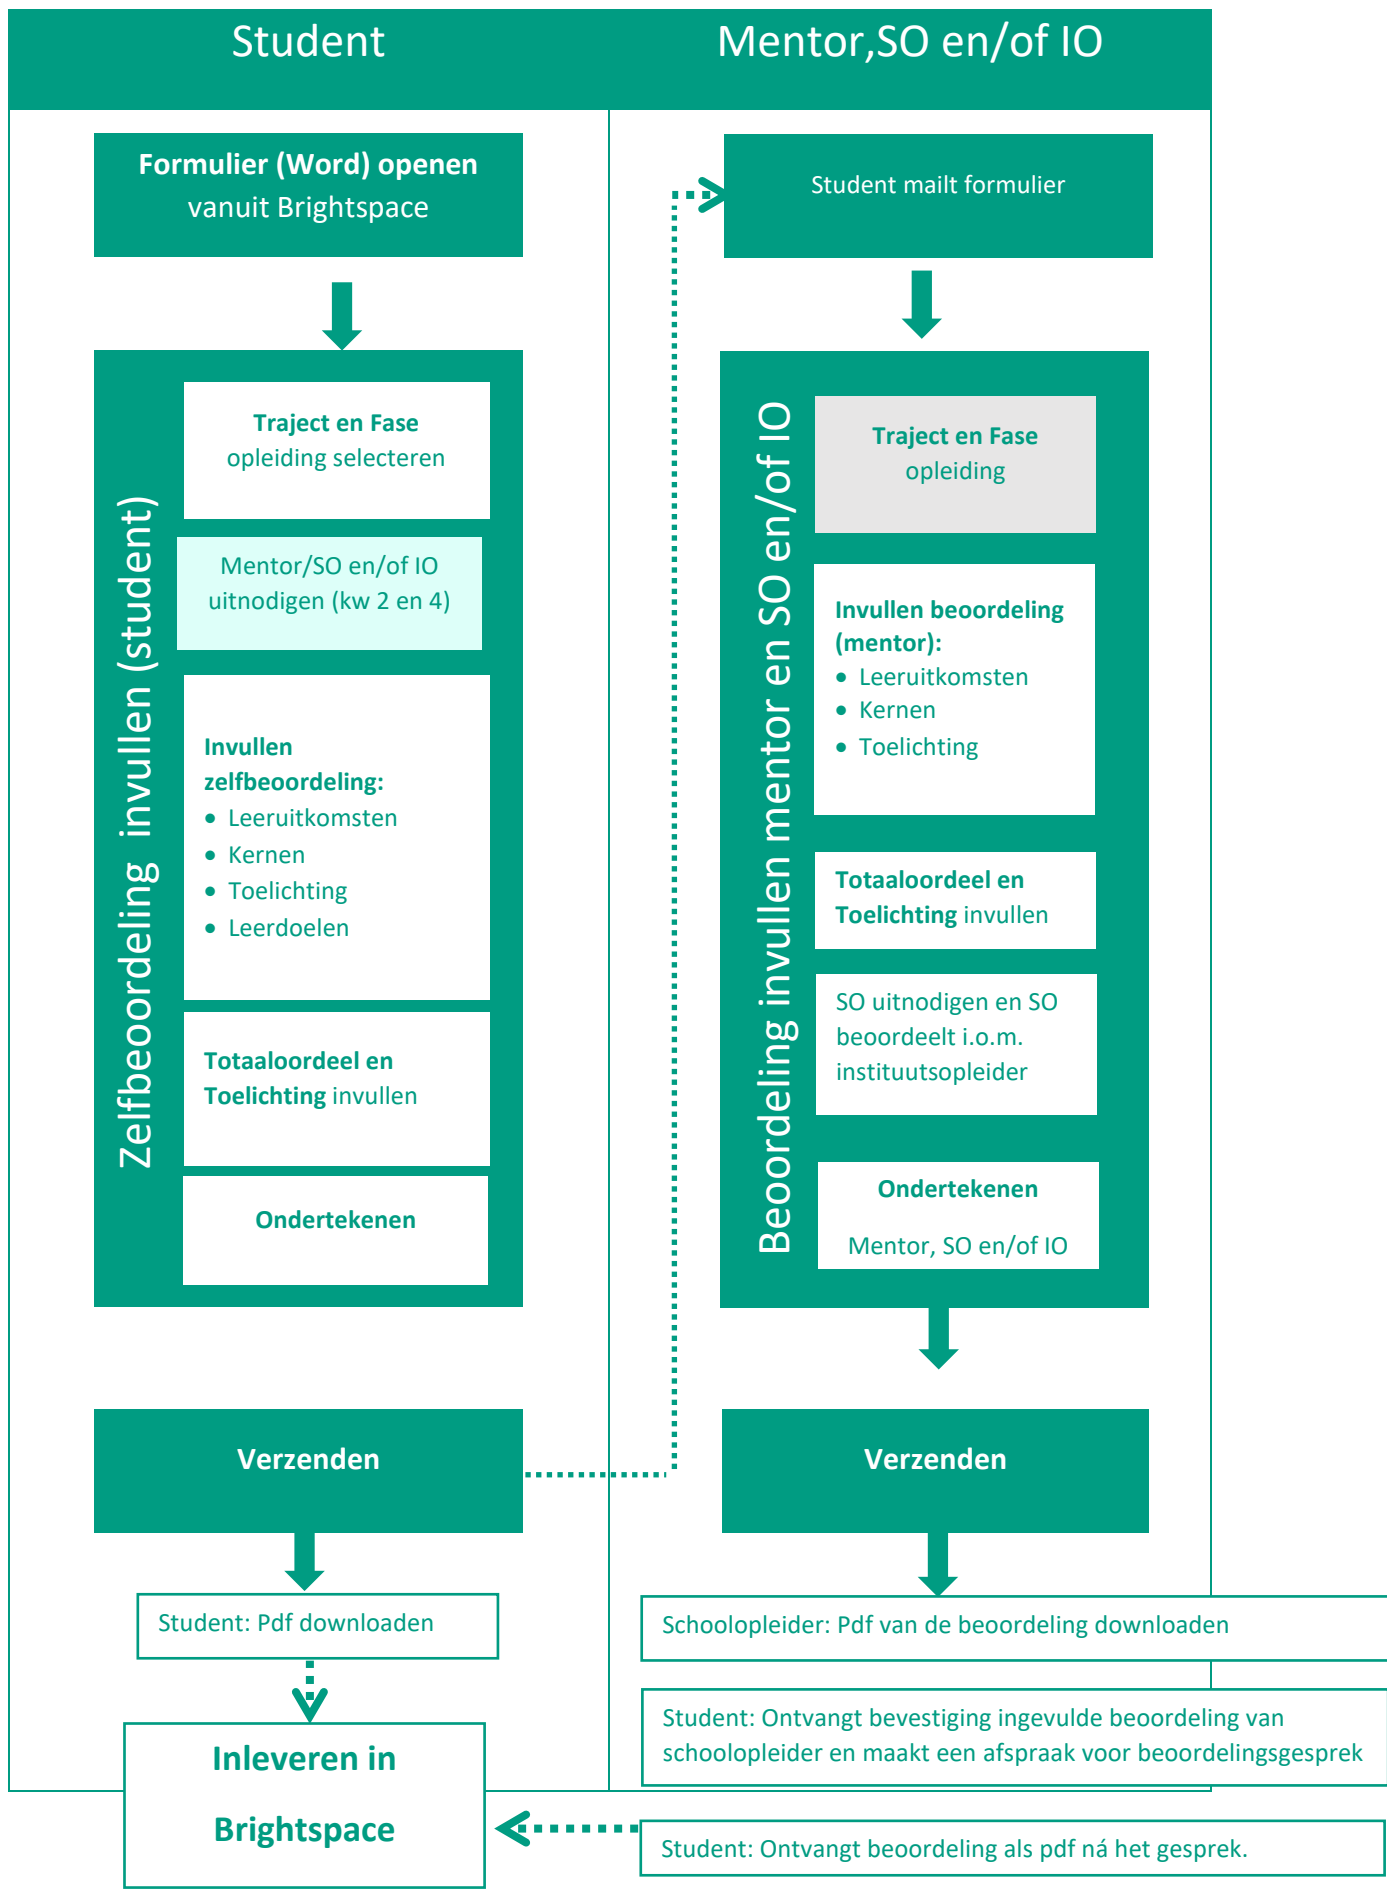 Student
Mentor,SO en/of IO
Formulier (Word) openen
vanuit Brightspace
Zelfbeoordeling invullen (student)
Traject en Fase
opleiding selecteren
Mentor/SO en/of IO
uitnodigen (kw 2 en 4)
Invullen
zelfbeoordeling:
• Leeruitkomsten
• Kernen
• Toelichting
• Leerdoelen
Totaaloordeel en
Toelichting invullen
Ondertekenen
Verzenden
Student: Pdf downloaden
Inleveren in
Brightspace
Student mailt formulier
Beoordeling invullen mentor en SO en/of IO
Traject en Fase
opleiding
Invullen beoordeling
(mentor):
• Leeruitkomsten
• Kernen
• Toelichting
Totaaloordeel en
Toelichting invullen
SO uitnodigen en SO
beoordeelt i.o.m.
instituutsopleider
Ondertekenen
Mentor, SO en/of IO
Verzenden
Schoolopleider: Pdf van de beoordeling downloaden
Student: Ontvangt bevestiging ingevulde beoordeling van
schoolopleider en maakt een afspraak voor beoordelingsgesprek
Student: Ontvangt beoordeling als pdf ná het gesprek.